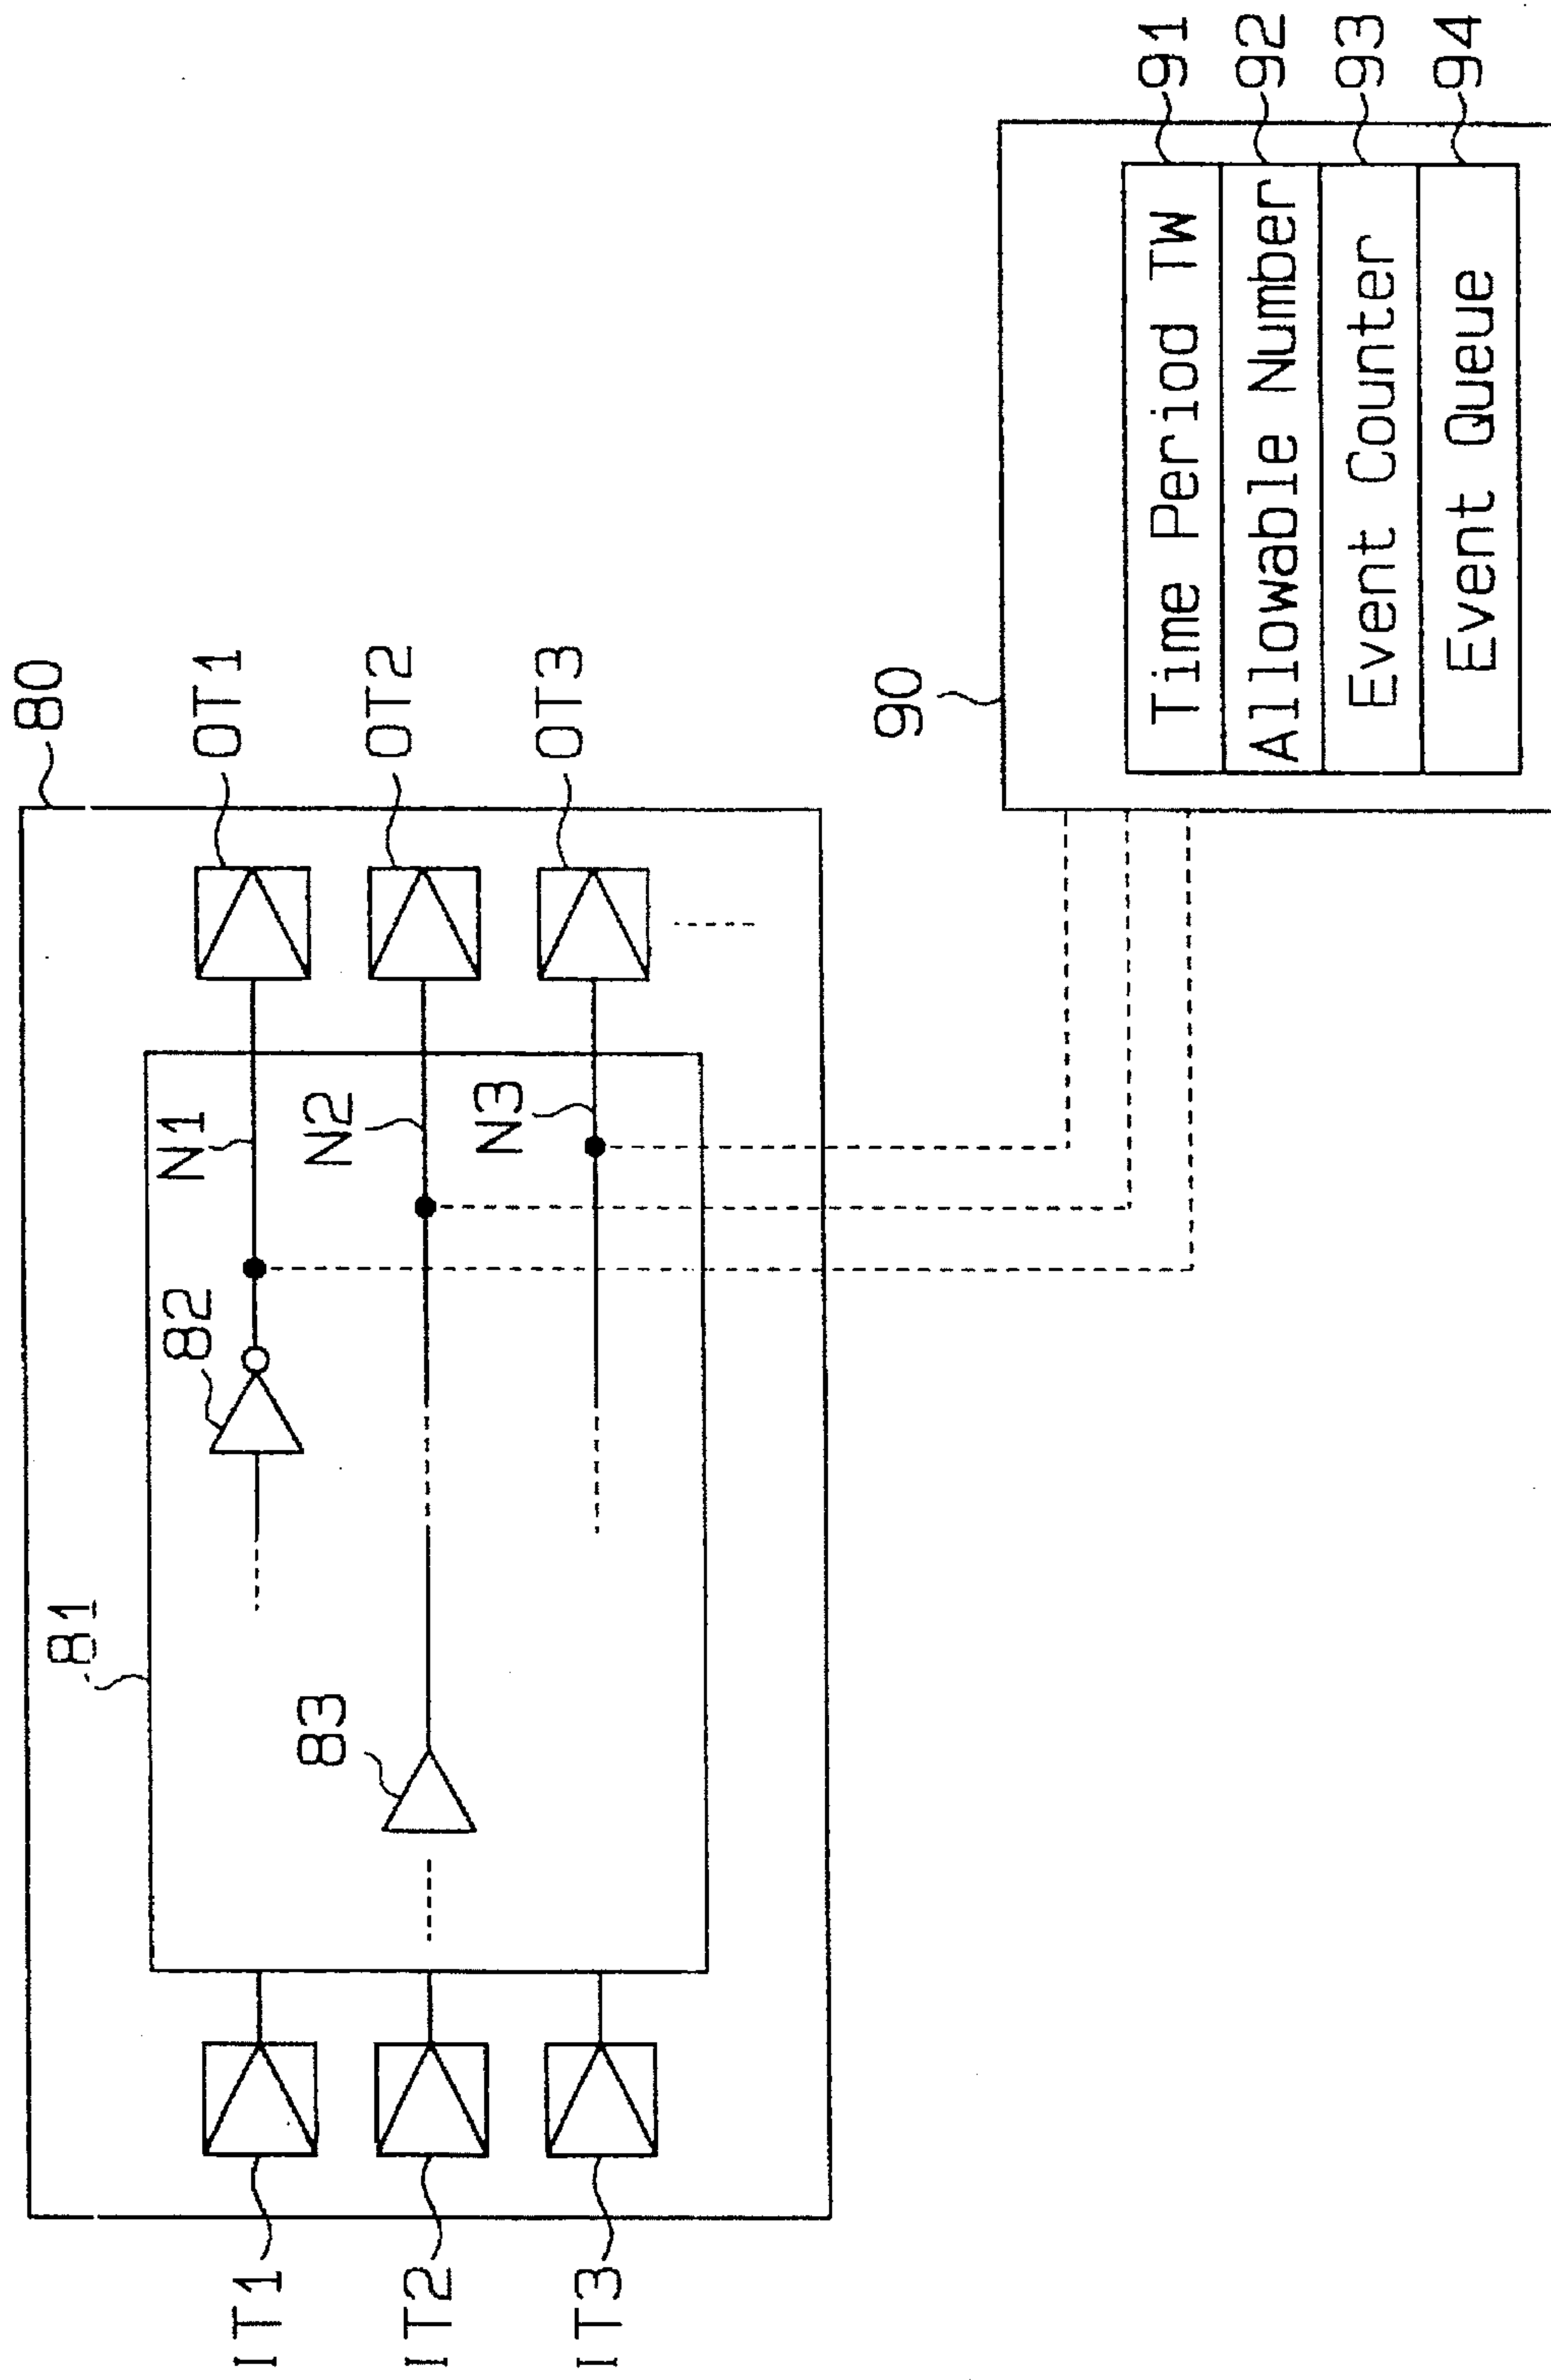 80
81
82
83
N1
N2
N3
OT1
OT2
OT3
IT1
IT2
IT3
90
Time Period TW
91
Allowable Number
92
Event Counter
93
Event Queue
94